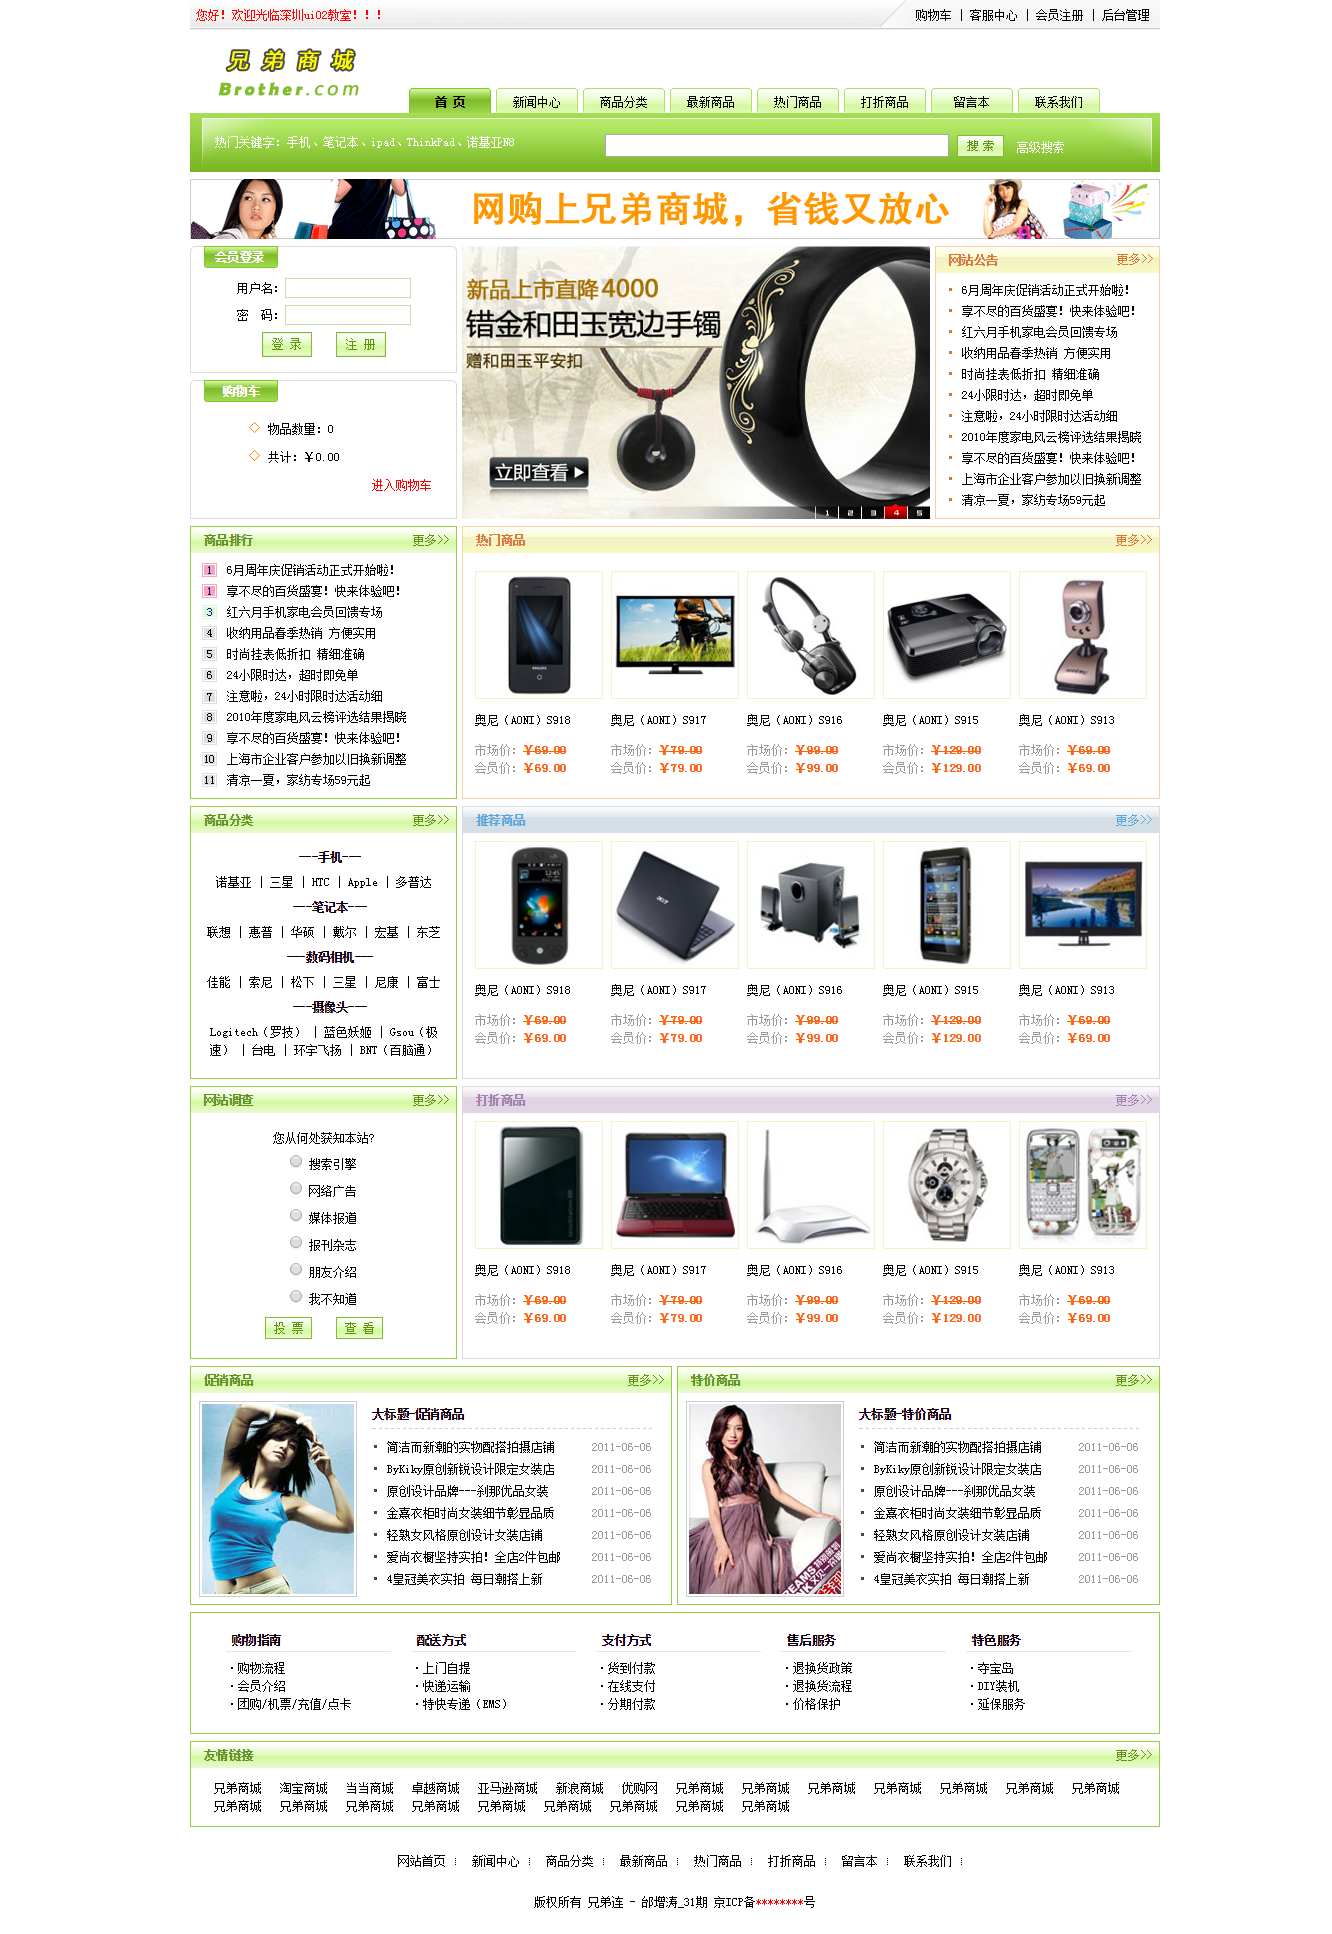 您好！欢迎光临深圳ui02教室！！！
购物车 | 客服中心 | 会员注册 | 后台管理
兄弟商城
Brother.com
首 页 新闻中心 商品分类 最新商品 热门商品 打折商品 留言本 联系我们
热门关键字：手机、笔记本、ipad、ThinkPad、诺基亚N8 搜 索 高级搜索
网购上兄弟商城，省钱又放心
会员登录
用户名：
密 码：
登 录 注 册
购物车
物品数量：0
共计：￥0.00
进入购物车
新品上市直降4000
错金和田玉宽边手镯
赠和田玉平安扣
立即查看
1 2 3 4 5
网站公告 更多>>
6月周年庆促销活动正式开始啦！
享不尽的百货盛宴！快来体验吧！
红六月手机家电会员回馈专场
收纳用品春季热销 方便实用
时尚挂表低折扣 精细准确
24小限时达，超时即免单
注意啦，24小时限时达活动细
2010年度家电风云榜评选结果揭晓
享不尽的百货盛宴！快来体验吧！
上海市企业客户参加以旧换新调整
清凉一夏，家纺专场59元起
商品排行 更多>>
1 6月周年庆促销活动正式开始啦！
1 享不尽的百货盛宴！快来体验吧！
3 红六月手机家电会员回馈专场
4 收纳用品春季热销 方便实用
5 时尚挂表低折扣 精细准确
6 24小限时达，超时即免单
7 注意啦，24小时限时达活动细
8 2010年度家电风云榜评选结果揭晓
9 享不尽的百货盛宴！快来体验吧！
10 上海市企业客户参加以旧换新调整
11 清凉一夏，家纺专场59元起
热门商品 更多>>
奥尼（AONI）S918 奥尼（AONI）S917 奥尼（AONI）S916 奥尼（AONI）S915 奥尼（AONI）S913
市场价：￥69.00 市场价：￥79.00 市场价：￥99.00 市场价：￥129.00 市场价：￥69.00
会员价：￥69.00 会员价：￥79.00 会员价：￥99.00 会员价：￥129.00 会员价：￥69.00
商品分类 更多>>
---手机---
诺基亚 | 三星 | HTC | Apple | 多普达
---笔记本---
联想 | 惠普 | 华硕 | 戴尔 | 宏基 | 东芝
---数码相机---
佳能 | 索尼 | 松下 | 三星 | 尼康 | 富士
---摄像头---
Logitech（罗技） | 蓝色妖姬 | Gsou（极
速） | 台电 | 环宇飞扬 | BNT（百脑通）
推荐商品 更多>>
奥尼（AONI）S918 奥尼（AONI）S917 奥尼（AONI）S916 奥尼（AONI）S915 奥尼（AONI）S913
市场价：￥69.00 市场价：￥79.00 市场价：￥99.00 市场价：￥129.00 市场价：￥69.00
会员价：￥69.00 会员价：￥79.00 会员价：￥99.00 会员价：￥129.00 会员价：￥69.00
网站调查 更多>>
您从何处获知本站?
搜索引擎
网络广告
媒体报道
报刊杂志
朋友介绍
我不知道
投 票 查 看
打折商品 更多>>
奥尼（AONI）S918 奥尼（AONI）S917 奥尼（AONI）S916 奥尼（AONI）S915 奥尼（AONI）S913
市场价：￥69.00 市场价：￥79.00 市场价：￥99.00 市场价：￥129.00 市场价：￥69.00
会员价：￥69.00 会员价：￥79.00 会员价：￥99.00 会员价：￥129.00 会员价：￥69.00
促消商品 更多>>
大标题-促消商品
简洁而新潮的实物配搭拍摄店铺 2011-06-06
ByKiky原创新锐设计限定女装店 2011-06-06
原创设计品牌---刹那优品女装 2011-06-06
金熹衣柜时尚女装细节彰显品质 2011-06-06
轻熟女风格原创设计女装店铺 2011-06-06
爱尚衣橱坚持实拍！全店2件包邮 2011-06-06
4皇冠美衣实拍 每日潮搭上新 2011-06-06
特价商品 更多>>
大标题-特价商品
简洁而新潮的实物配搭拍摄店铺 2011-06-06
ByKiky原创新锐设计限定女装店 2011-06-06
原创设计品牌---刹那优品女装 2011-06-06
金熹衣柜时尚女装细节彰显品质 2011-06-06
轻熟女风格原创设计女装店铺 2011-06-06
爱尚衣橱坚持实拍！全店2件包邮 2011-06-06
4皇冠美衣实拍 每日潮搭上新 2011-06-06
购物指南 配送方式 支付方式 售后服务 特色服务
·购物流程 ·上门自提 ·货到付款 ·退换货政策 ·夺宝岛
·会员介绍 ·快递运输 ·在线支付 ·退换货流程 ·DIY装机
·团购/机票/充值/点卡 ·特快专递（EMS） ·分期付款 ·价格保护 ·延保服务
友情链接 更多>>
兄弟商城 淘宝商城 当当商城 卓越商城 亚马逊商城 新浪商城 优购网 兄弟商城 兄弟商城 兄弟商城 兄弟商城 兄弟商城 兄弟商城 兄弟商城
兄弟商城 兄弟商城 兄弟商城 兄弟商城 兄弟商城 兄弟商城 兄弟商城 兄弟商城 兄弟商城
网站首页 ⁝ 新闻中心 ⁝ 商品分类 ⁝ 最新商品 ⁝ 热门商品 ⁝ 打折商品 ⁝ 留言本 ⁝ 联系我们 ⁝
版权所有 兄弟连 - 邰增涛_31期 京ICP备********号